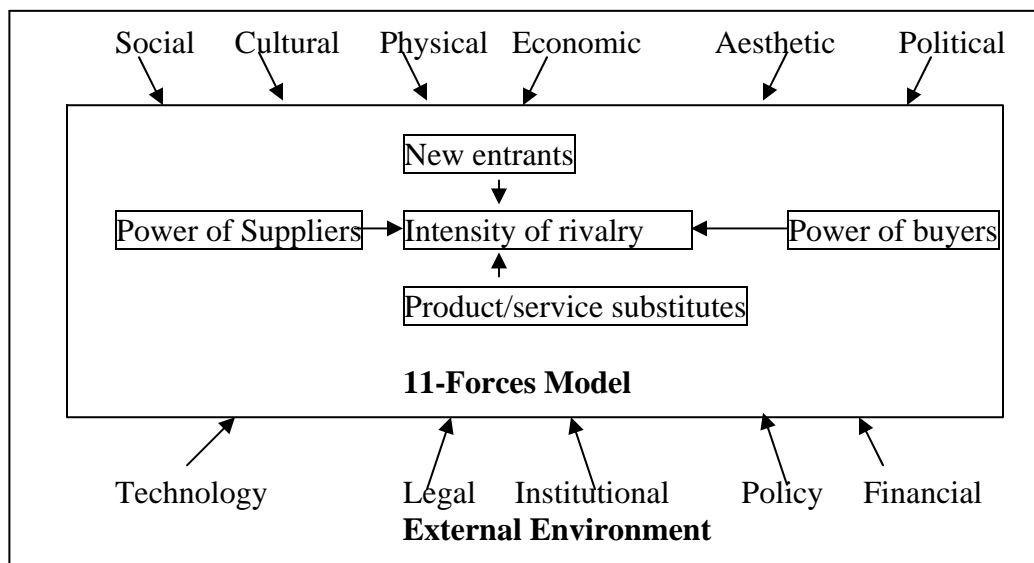 Social Cultural Physical Economic Aesthetic Political
New entrants
Power of Suppliers Intensity of rivalry Power of buyers
Product/service substitutes
11-Forces Model
Technology Legal Institutional Policy Financial
External Environment